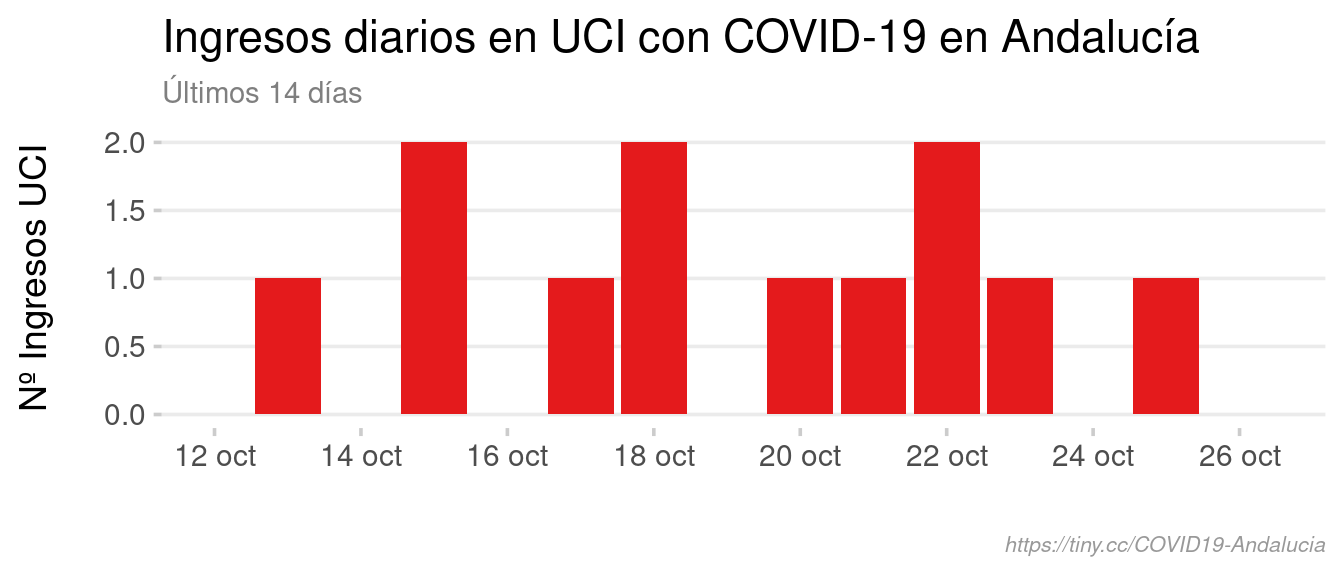 Ingresos diarios en UCI con COVID-19 en Andalucía
Últimos 14 días
Nº Ingresos UCI
2.0
1.5
1.0
0.5
0.0
12 oct 14 oct 16 oct 18 oct 20 oct 22 oct 24 oct 26 oct
https://tiny.cc/COVID19-Andalucia